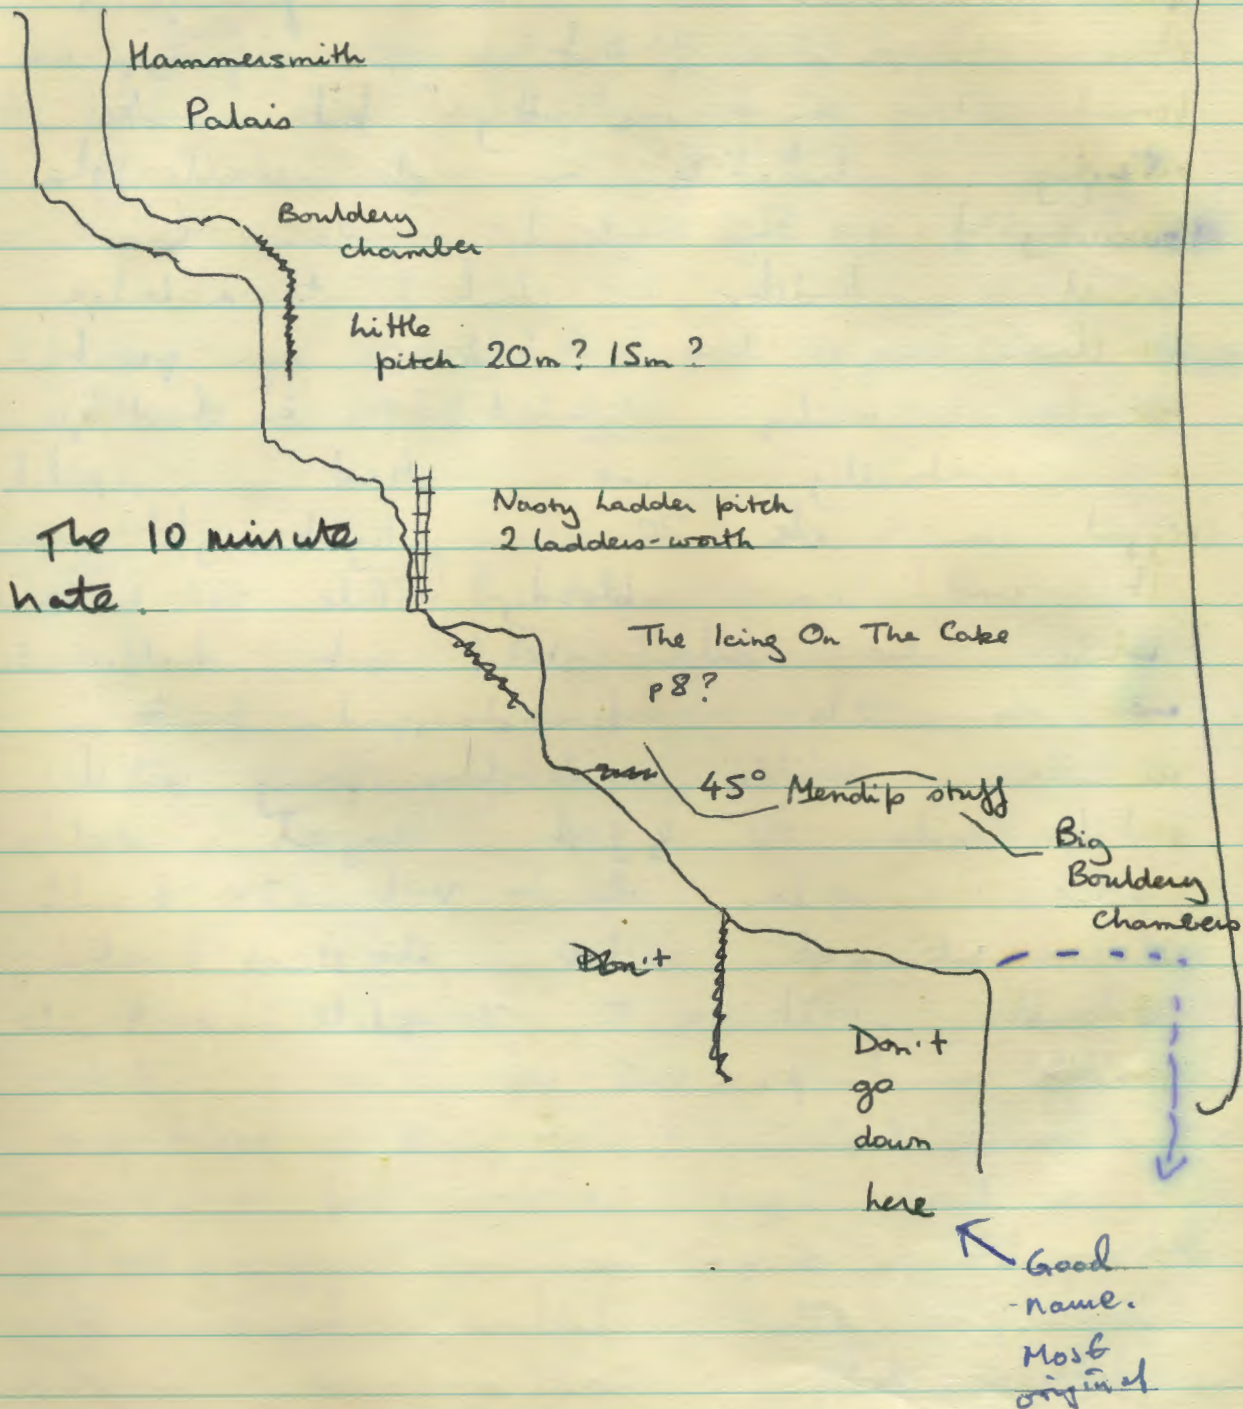 Hammersmith
Palais
Bouldery
chamber
Little
pitch 20m? 15m?
Nasty Ladder pitch
2 ladders-worth
The 10 minute
hate.
The Icing On The Cake
p8?
45° Mendip stuff
Big
Bouldery
Chambers
Don't
Don't
go
down
here
Good
name.
Most
original